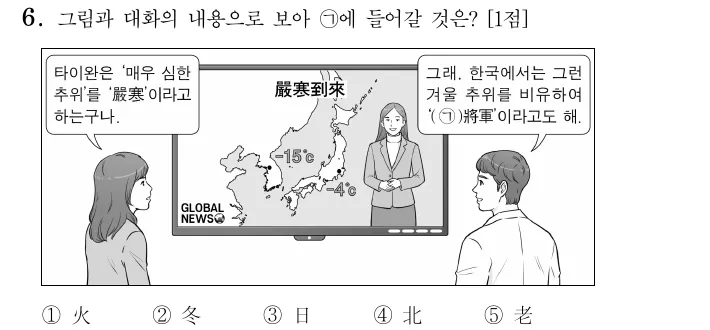 6. 그림과 대화의 내용으로 보아 ㉠에 들어갈 것은? [1점]
타이완은 '매우 심한
추위'를 '嚴寒'이라고
하는구나.
嚴寒到來
-15℃
-4℃
GLOBAL
NEWS
그래. 한국에서는 그런
겨울 추위를 비유하여
'(㉠)將軍'이라고도 해.
① 火 ② 冬 ③ 日 ④ 北 ⑤ 老